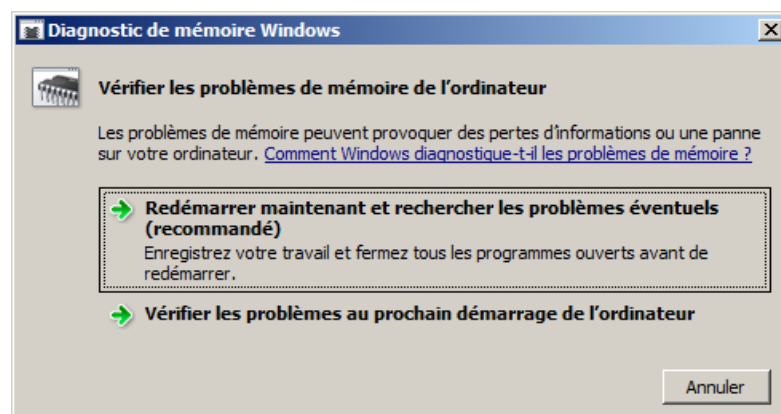 Diagnostic de mémoire Windows
Vérifier les problèmes de mémoire de l'ordinateur
Les problèmes de mémoire peuvent provoquer des pertes d'informations ou une panne
sur votre ordinateur. Comment Windows diagnostique-t-il les problèmes de mémoire ?
Redémarrer maintenant et rechercher les problèmes éventuels
(recommandé)
Enregistrez votre travail et fermez tous les programmes ouverts avant de
redémarrer.
Vérifier les problèmes au prochain démarrage de l'ordinateur
Annuler